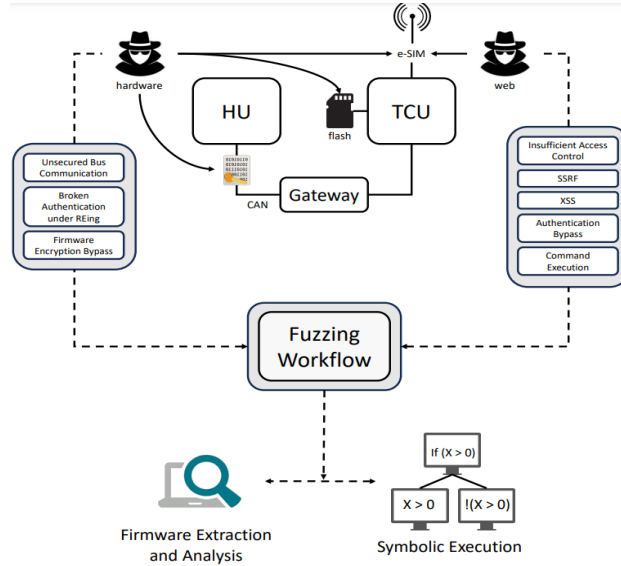 hardware
e-SIM
web
HU
flash
TCU
CAN
Gateway
Unsecured Bus
Communication
Broken
Authentication
under REing
Firmware
Encryption Bypass
Insufficient Access
Control
SSRF
XSS
Authentication
Bypass
Command
Execution
Fuzzing
Workflow
If (X > 0)
X > 0
!(X > 0)
Firmware Extraction
and Analysis
Symbolic Execution